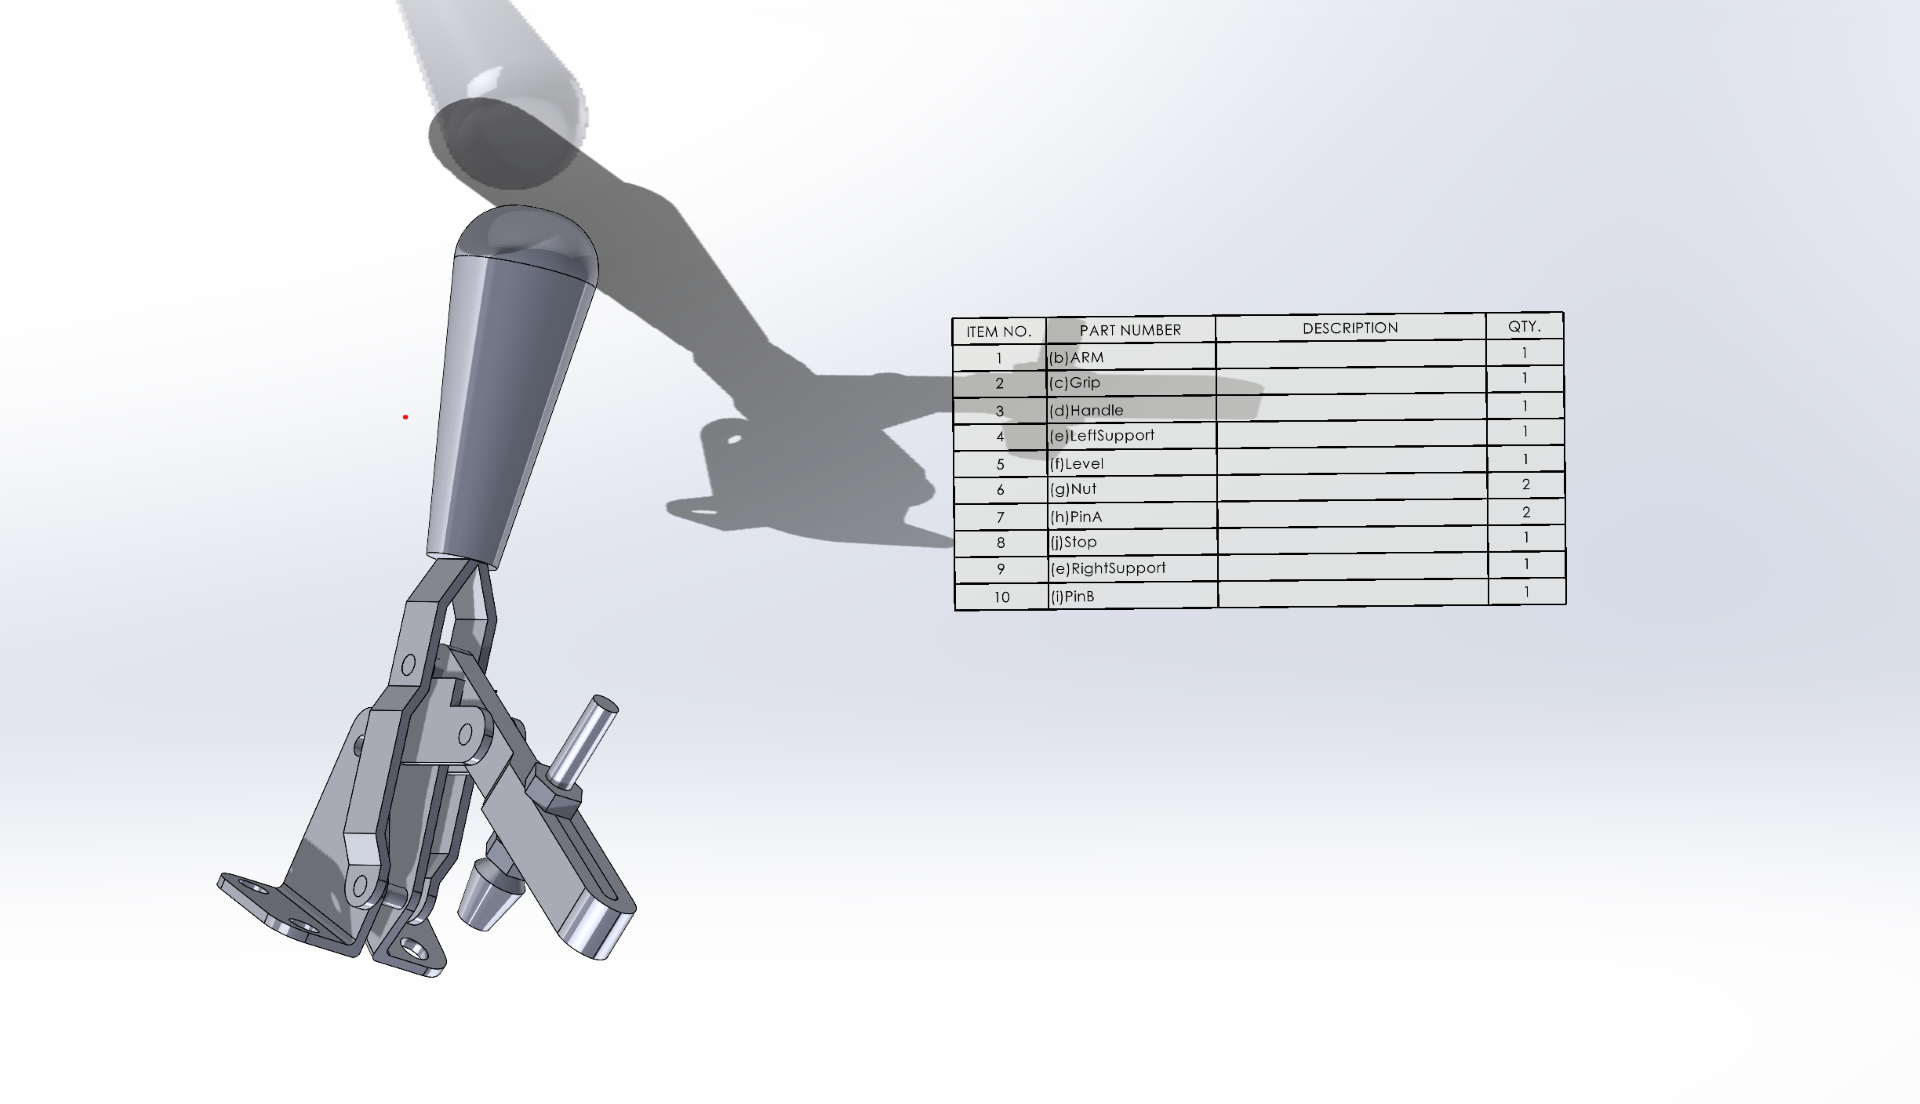 ITEM NO. PART NUMBER DESCRIPTION QTY.
1 (b)ARM 1
2 (c)Grip 1
3 (d)Handle 1
4 (e)LeftSupport 1
5 (f)Level 1
6 (g)Nut 2
7 (h)PinA 2
8 (j)Stop 1
9 (e)RightSupport 1
10 (i)PinB 1